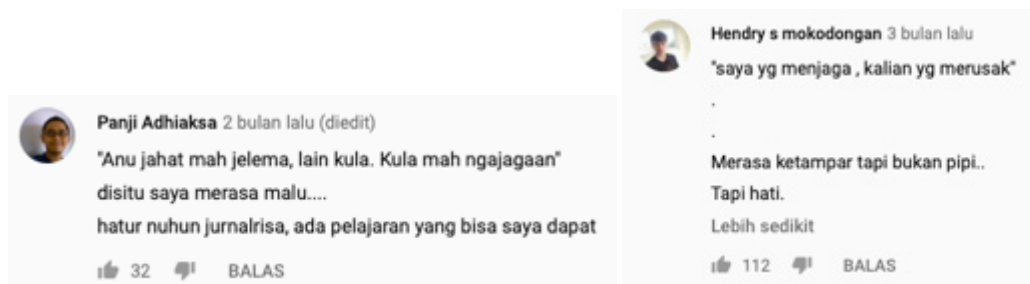 Panji Adhiaksa 2 bulan lalu (diedit)
"Anu jahat mah jelema, lain kula. Kula mah ngajagaan"
disitu saya merasa malu....
hatur nuhun jurnalrisa, ada pelajaran yang bisa saya dapat
32 BALAS
Hendry s mokodongan 3 bulan lalu
"saya yg menjaga , kalian yg merusak"
.
.
Merasa ketampar tapi bukan pipi..
Tapi hati.
Lebih sedikit
112 BALAS